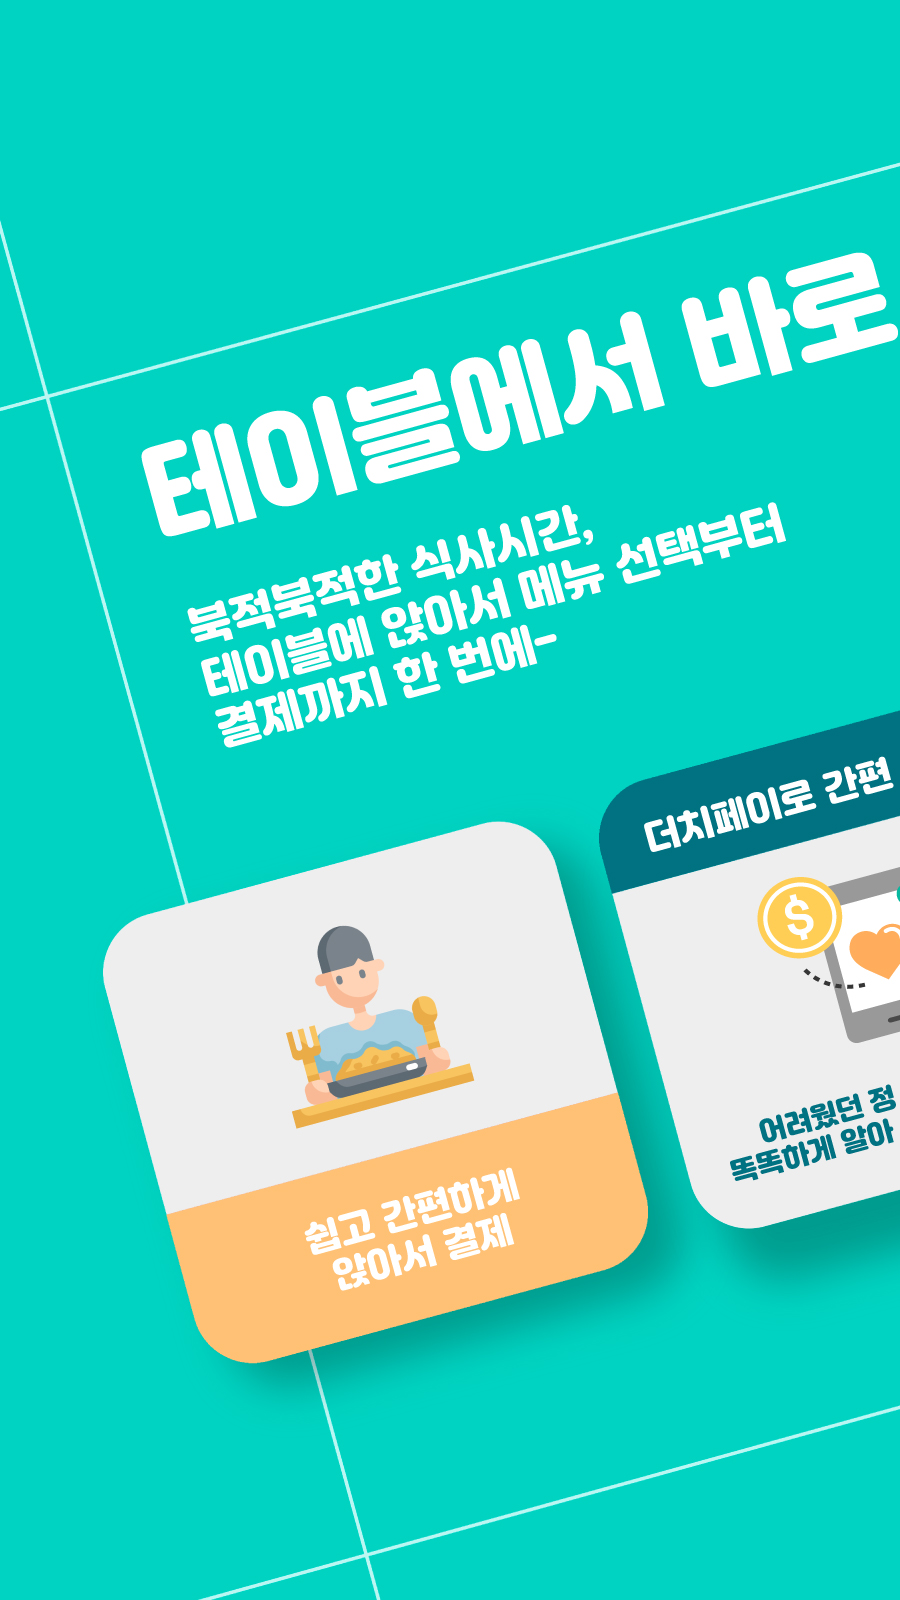 테이블에서 바로
북적북적한 식사시간,
테이블에 앉아서 메뉴 선택부터
결제까지 한 번에-
더치페이로 간편
$
어려웠던 정
똑똑하게 알아
쉽고 간편하게
앉아서 결제